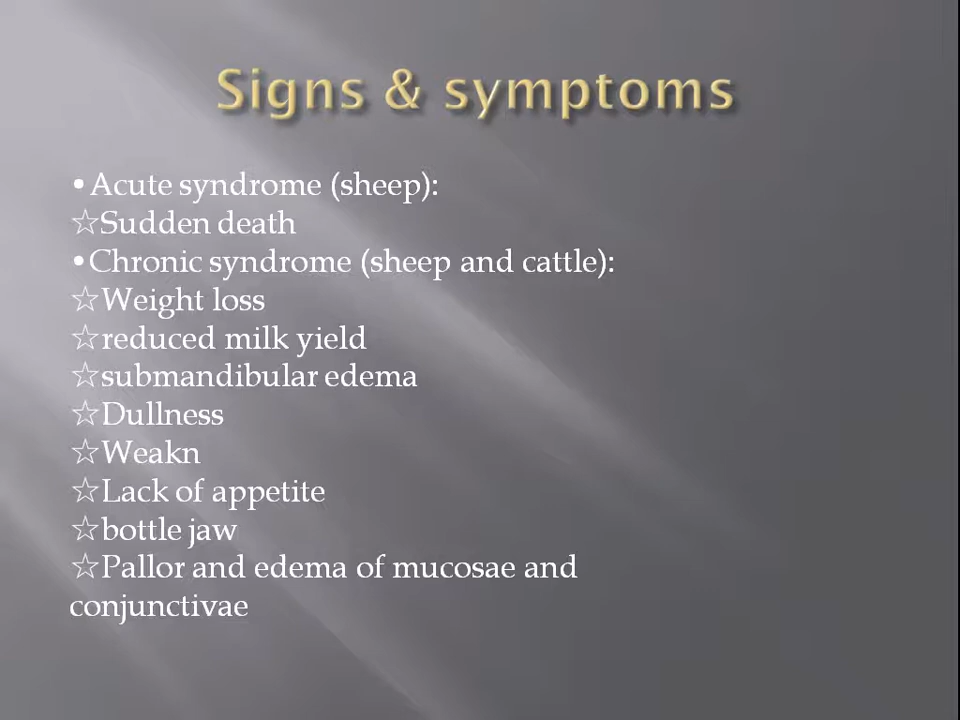 Signs & symptoms
•Acute syndrome (sheep):
☆Sudden death
•Chronic syndrome (sheep and cattle):
☆Weight loss
☆reduced milk yield
☆submandibular edema
☆Dullness
☆Weakn
☆Lack of appetite
☆bottle jaw
☆Pallor and edema of mucosae and
conjunctivae